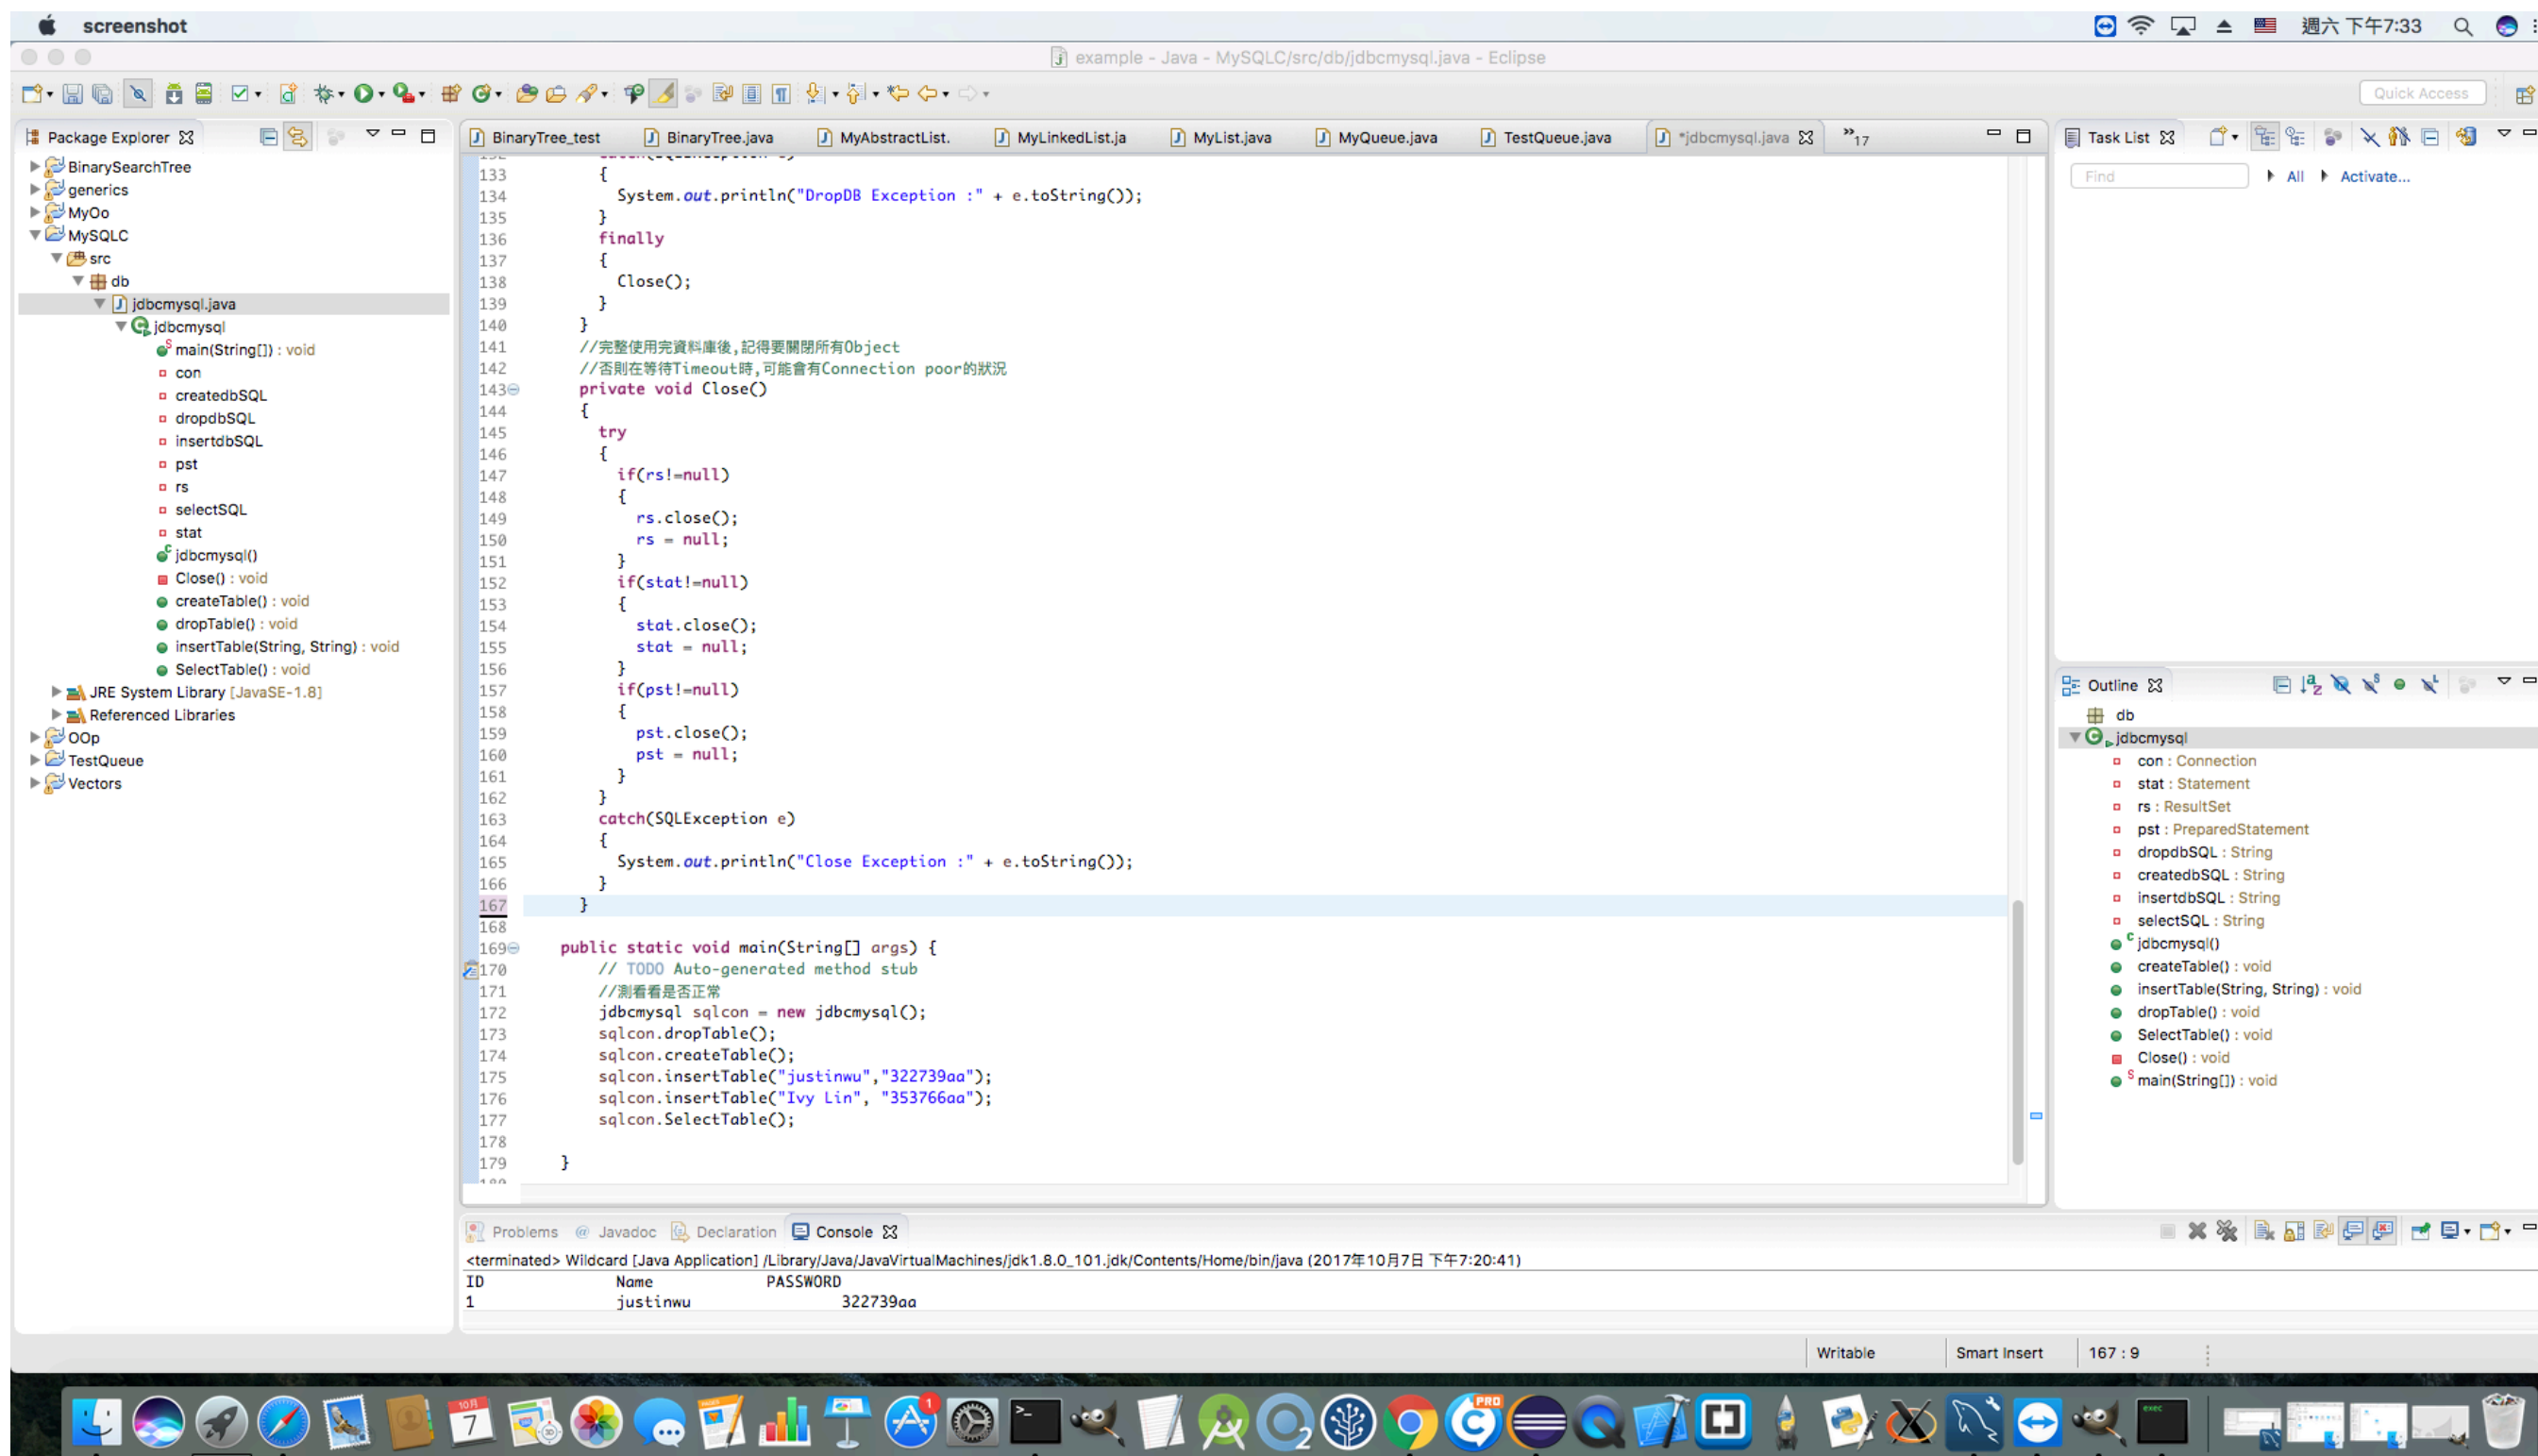 screenshot
週六 下午7:33
example - Java - MySQLC/src/db/jdbcmysql.java - Eclipse
Quick Access
Package Explorer
BinarySearchTree
generics
MyOo
MySQLC
src
db
jdbcmysql.java
jdbcmysql
main(String[]) : void
con
createdbSQL
dropdbSQL
insertdbSQL
pst
rs
selectSQL
stat
jdbcmysql()
Close() : void
createTable() : void
dropTable() : void
insertTable(String, String) : void
SelectTable() : void
JRE System Library [JavaSE-1.8]
Referenced Libraries
OOp
TestQueue
Vectors
BinaryTree_test BinaryTree.java MyAbstractList. MyLinkedList.ja MyList.java MyQueue.java TestQueue.java *jdbcmysql.java »17
133 {
134 System.out.println("DropDB Exception :" + e.toString());
135 }
136 finally
137 {
138 Close();
139 }
140 }
141 //完整使用完資料庫後,記得要關閉所有Object
142 //否則在等待Timeout時,可能會有Connection poor的狀況
143 private void Close()
144 {
145 try
146 {
147 if(rs!=null)
148 {
149 rs.close();
150 rs = null;
151 }
152 if(stat!=null)
153 {
154 stat.close();
155 stat = null;
156 }
157 if(pst!=null)
158 {
159 pst.close();
160 pst = null;
161 }
162 }
163 catch(SQLException e)
164 {
165 System.out.println("Close Exception :" + e.toString());
166 }
167 }
168
169 public static void main(String[] args) {
170 // TODO Auto-generated method stub
171 //測看看是否正常
172 jdbcmysql sqlcon = new jdbcmysql();
173 sqlcon.dropTable();
174 sqlcon.createTable();
175 sqlcon.insertTable("justinwu","322739aa");
176 sqlcon.insertTable("Ivy Lin", "353766aa");
177 sqlcon.SelectTable();
178
179 }
Task List
Find All Activate...
Outline
db
jdbcmysql
con : Connection
stat : Statement
rs : ResultSet
pst : PreparedStatement
dropdbSQL : String
createdbSQL : String
insertdbSQL : String
selectSQL : String
jdbcmysql()
createTable() : void
insertTable(String, String) : void
dropTable() : void
SelectTable() : void
Close() : void
main(String[]) : void
Problems @ Javadoc Declaration Console
<terminated> Wildcard [Java Application] /Library/Java/JavaVirtualMachines/jdk1.8.0_101.jdk/Contents/Home/bin/java (2017年10月7日 下午7:20:41)
ID Name PASSWORD
1 justinwu 322739aa
Writable Smart Insert 167 : 9
10月
7
PAGES
1
PRO
exec